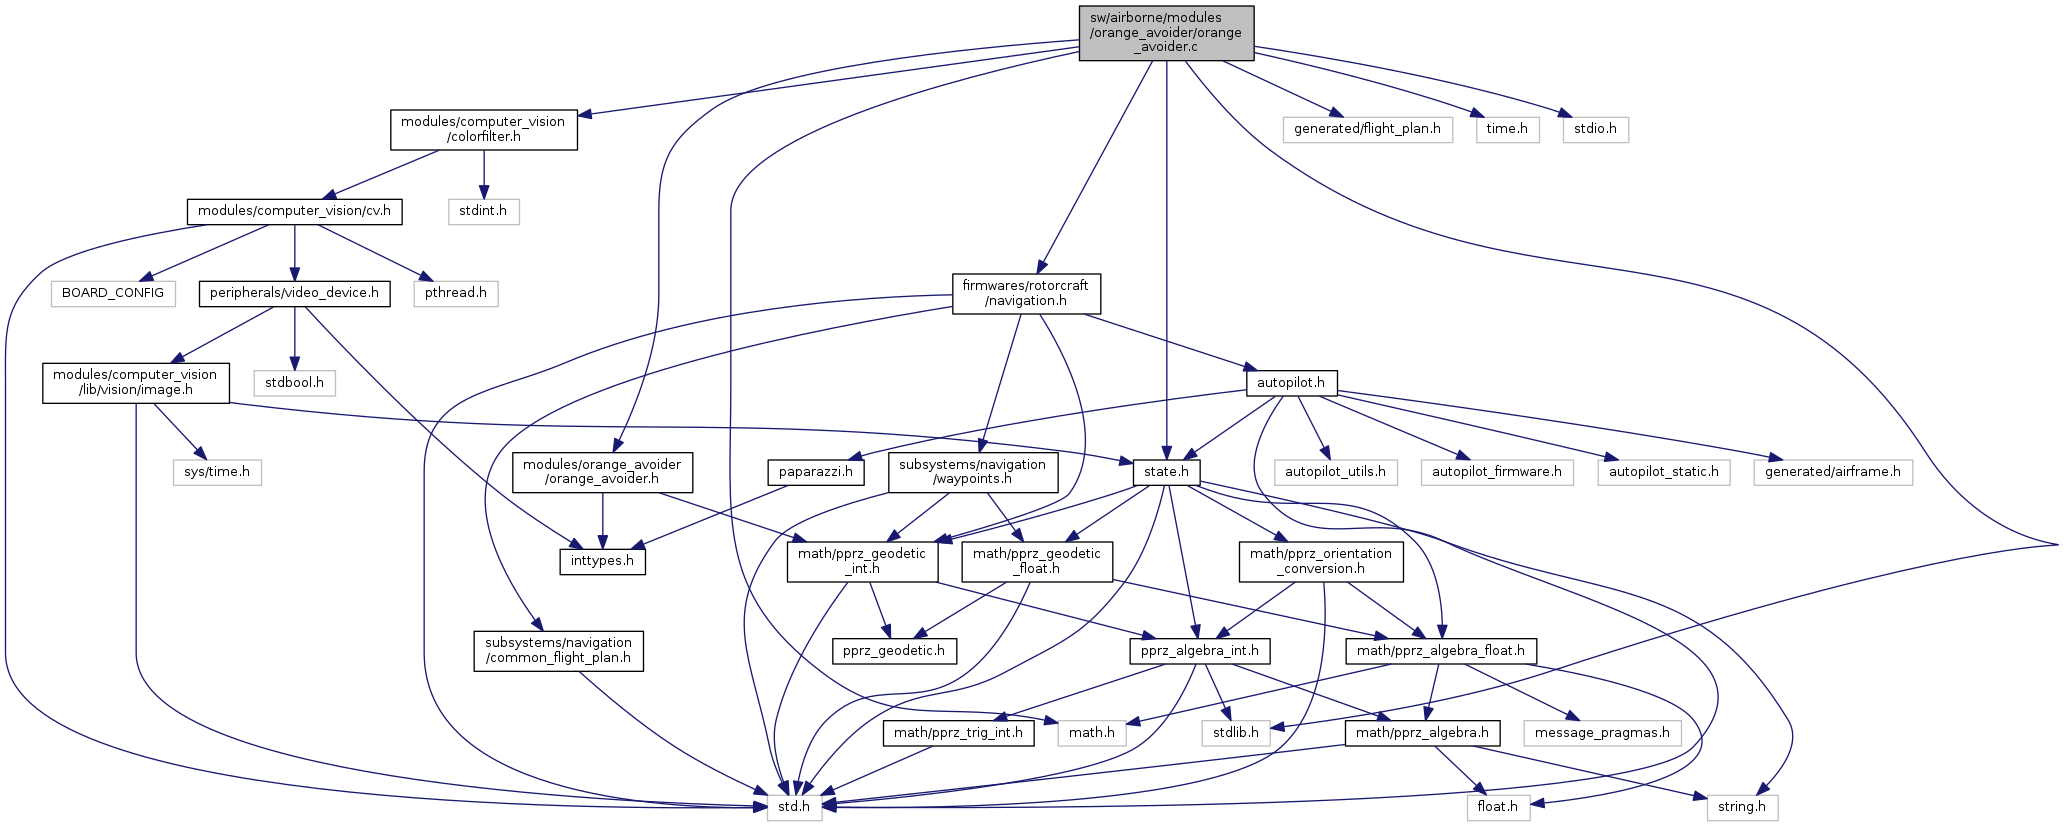 sw/airborne/modules
/orange_avoider/orange
_avoider.c
modules/computer_vision
/colorfilter.h
generated/flight_plan.h
time.h
stdio.h
modules/computer_vision/cv.h
stdint.h
BOARD_CONFIG
peripherals/video_device.h
pthread.h
firmwares/rotorcraft
/navigation.h
modules/computer_vision
/lib/vision/image.h
stdbool.h
autopilot.h
sys/time.h
modules/orange_avoider
/orange_avoider.h
paparazzi.h
subsystems/navigation
/waypoints.h
state.h
autopilot_utils.h
autopilot_firmware.h
autopilot_static.h
generated/airframe.h
inttypes.h
math/pprz_geodetic
_int.h
math/pprz_geodetic
_float.h
math/pprz_orientation
_conversion.h
subsystems/navigation
/common_flight_plan.h
pprz_geodetic.h
pprz_algebra_int.h
math/pprz_algebra_float.h
math/pprz_trig_int.h
math.h
stdlib.h
math/pprz_algebra.h
message_pragmas.h
std.h
float.h
string.h